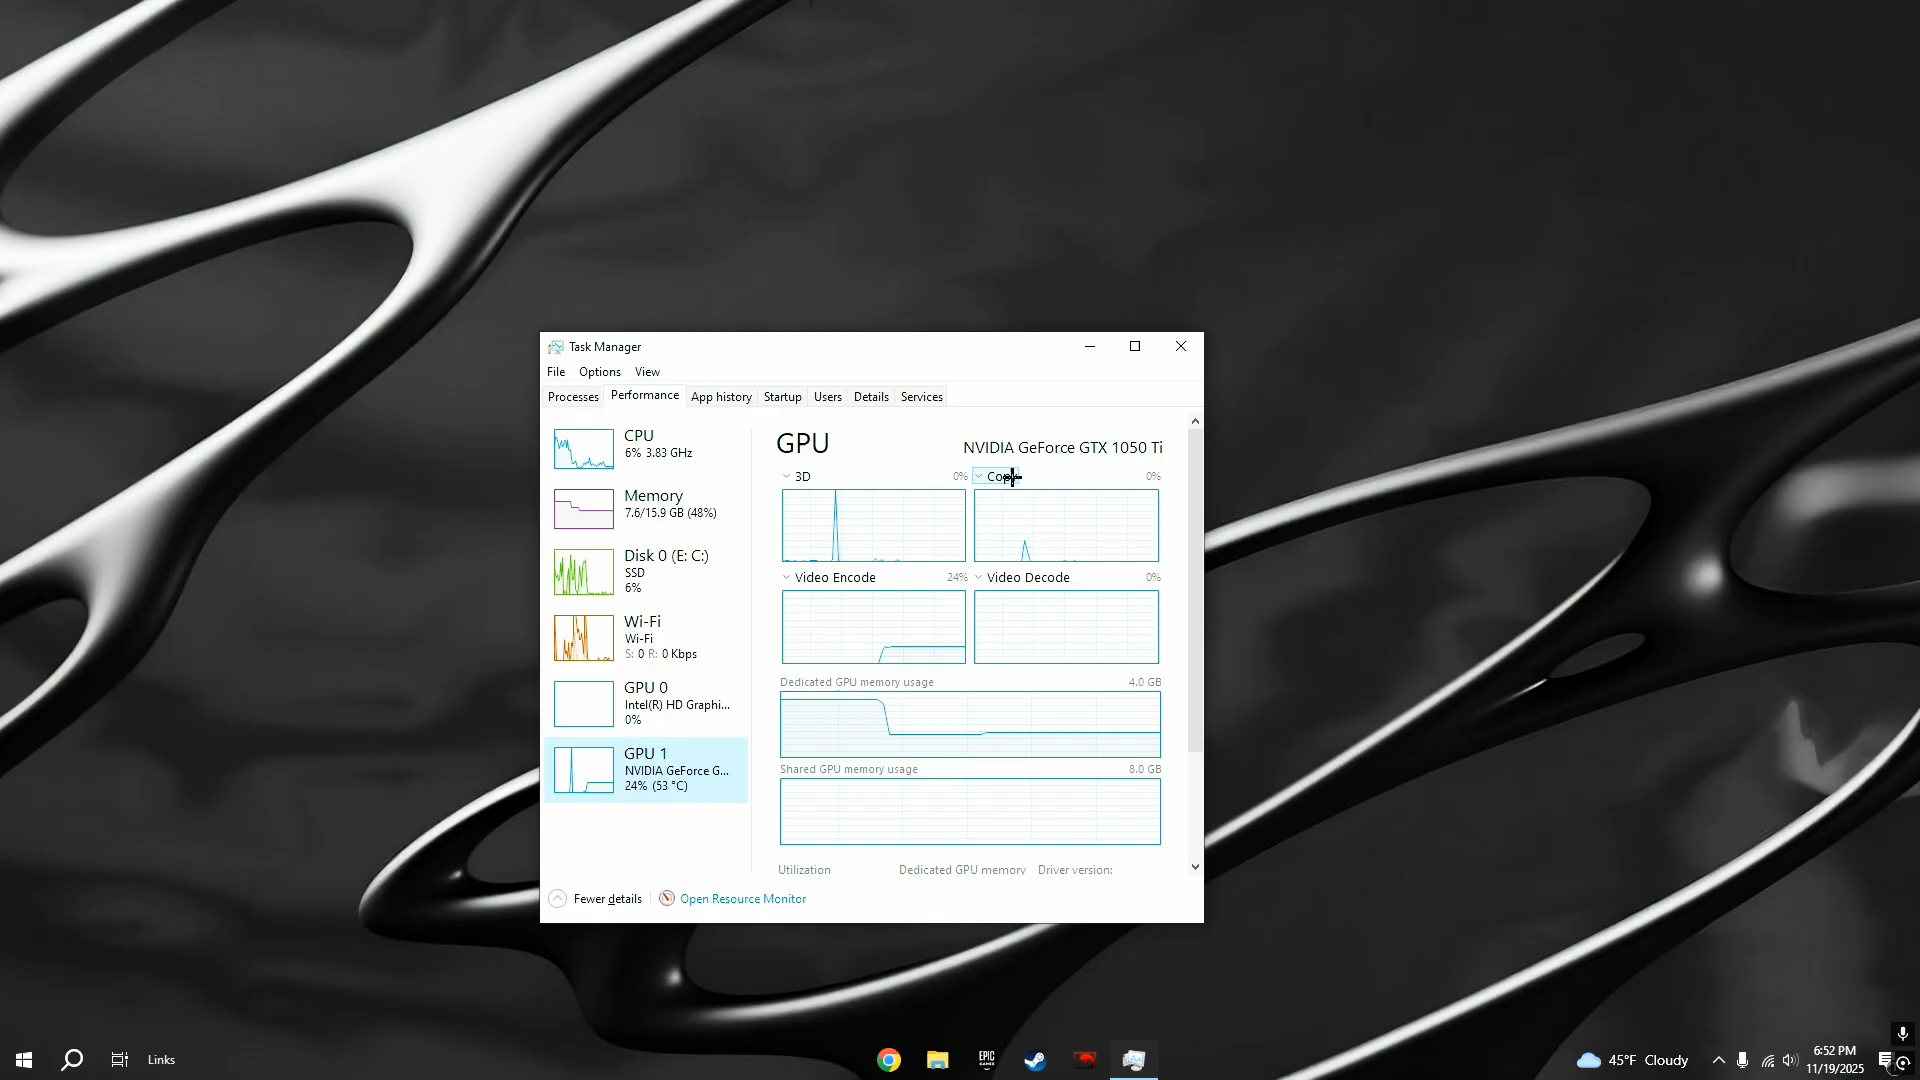 Task Manager
File Options View
Processes Performance App history Startup Users Details Services
CPU
6% 3.83 GHz
Memory
7.6/15.9 GB (48%)
Disk 0 (E: C:)
SSD
6%
Wi-Fi
Wi-Fi
S: 0 R: 0 Kbps
GPU 0
Intel(R) HD Graphi...
0%
GPU 1
NVIDIA GeForce G...
24% (53 °C)
GPU NVIDIA GeForce GTX 1050 Ti
3D 0% Copy 0%
Video Encode 24% Video Decode 0%
Dedicated GPU memory usage 4.0 GB
Shared GPU memory usage 8.0 GB
Utilization Dedicated GPU memory Driver version:
Fewer details Open Resource Monitor
Links
EPIC GAMES
45°F Cloudy
6:52 PM
11/19/2025